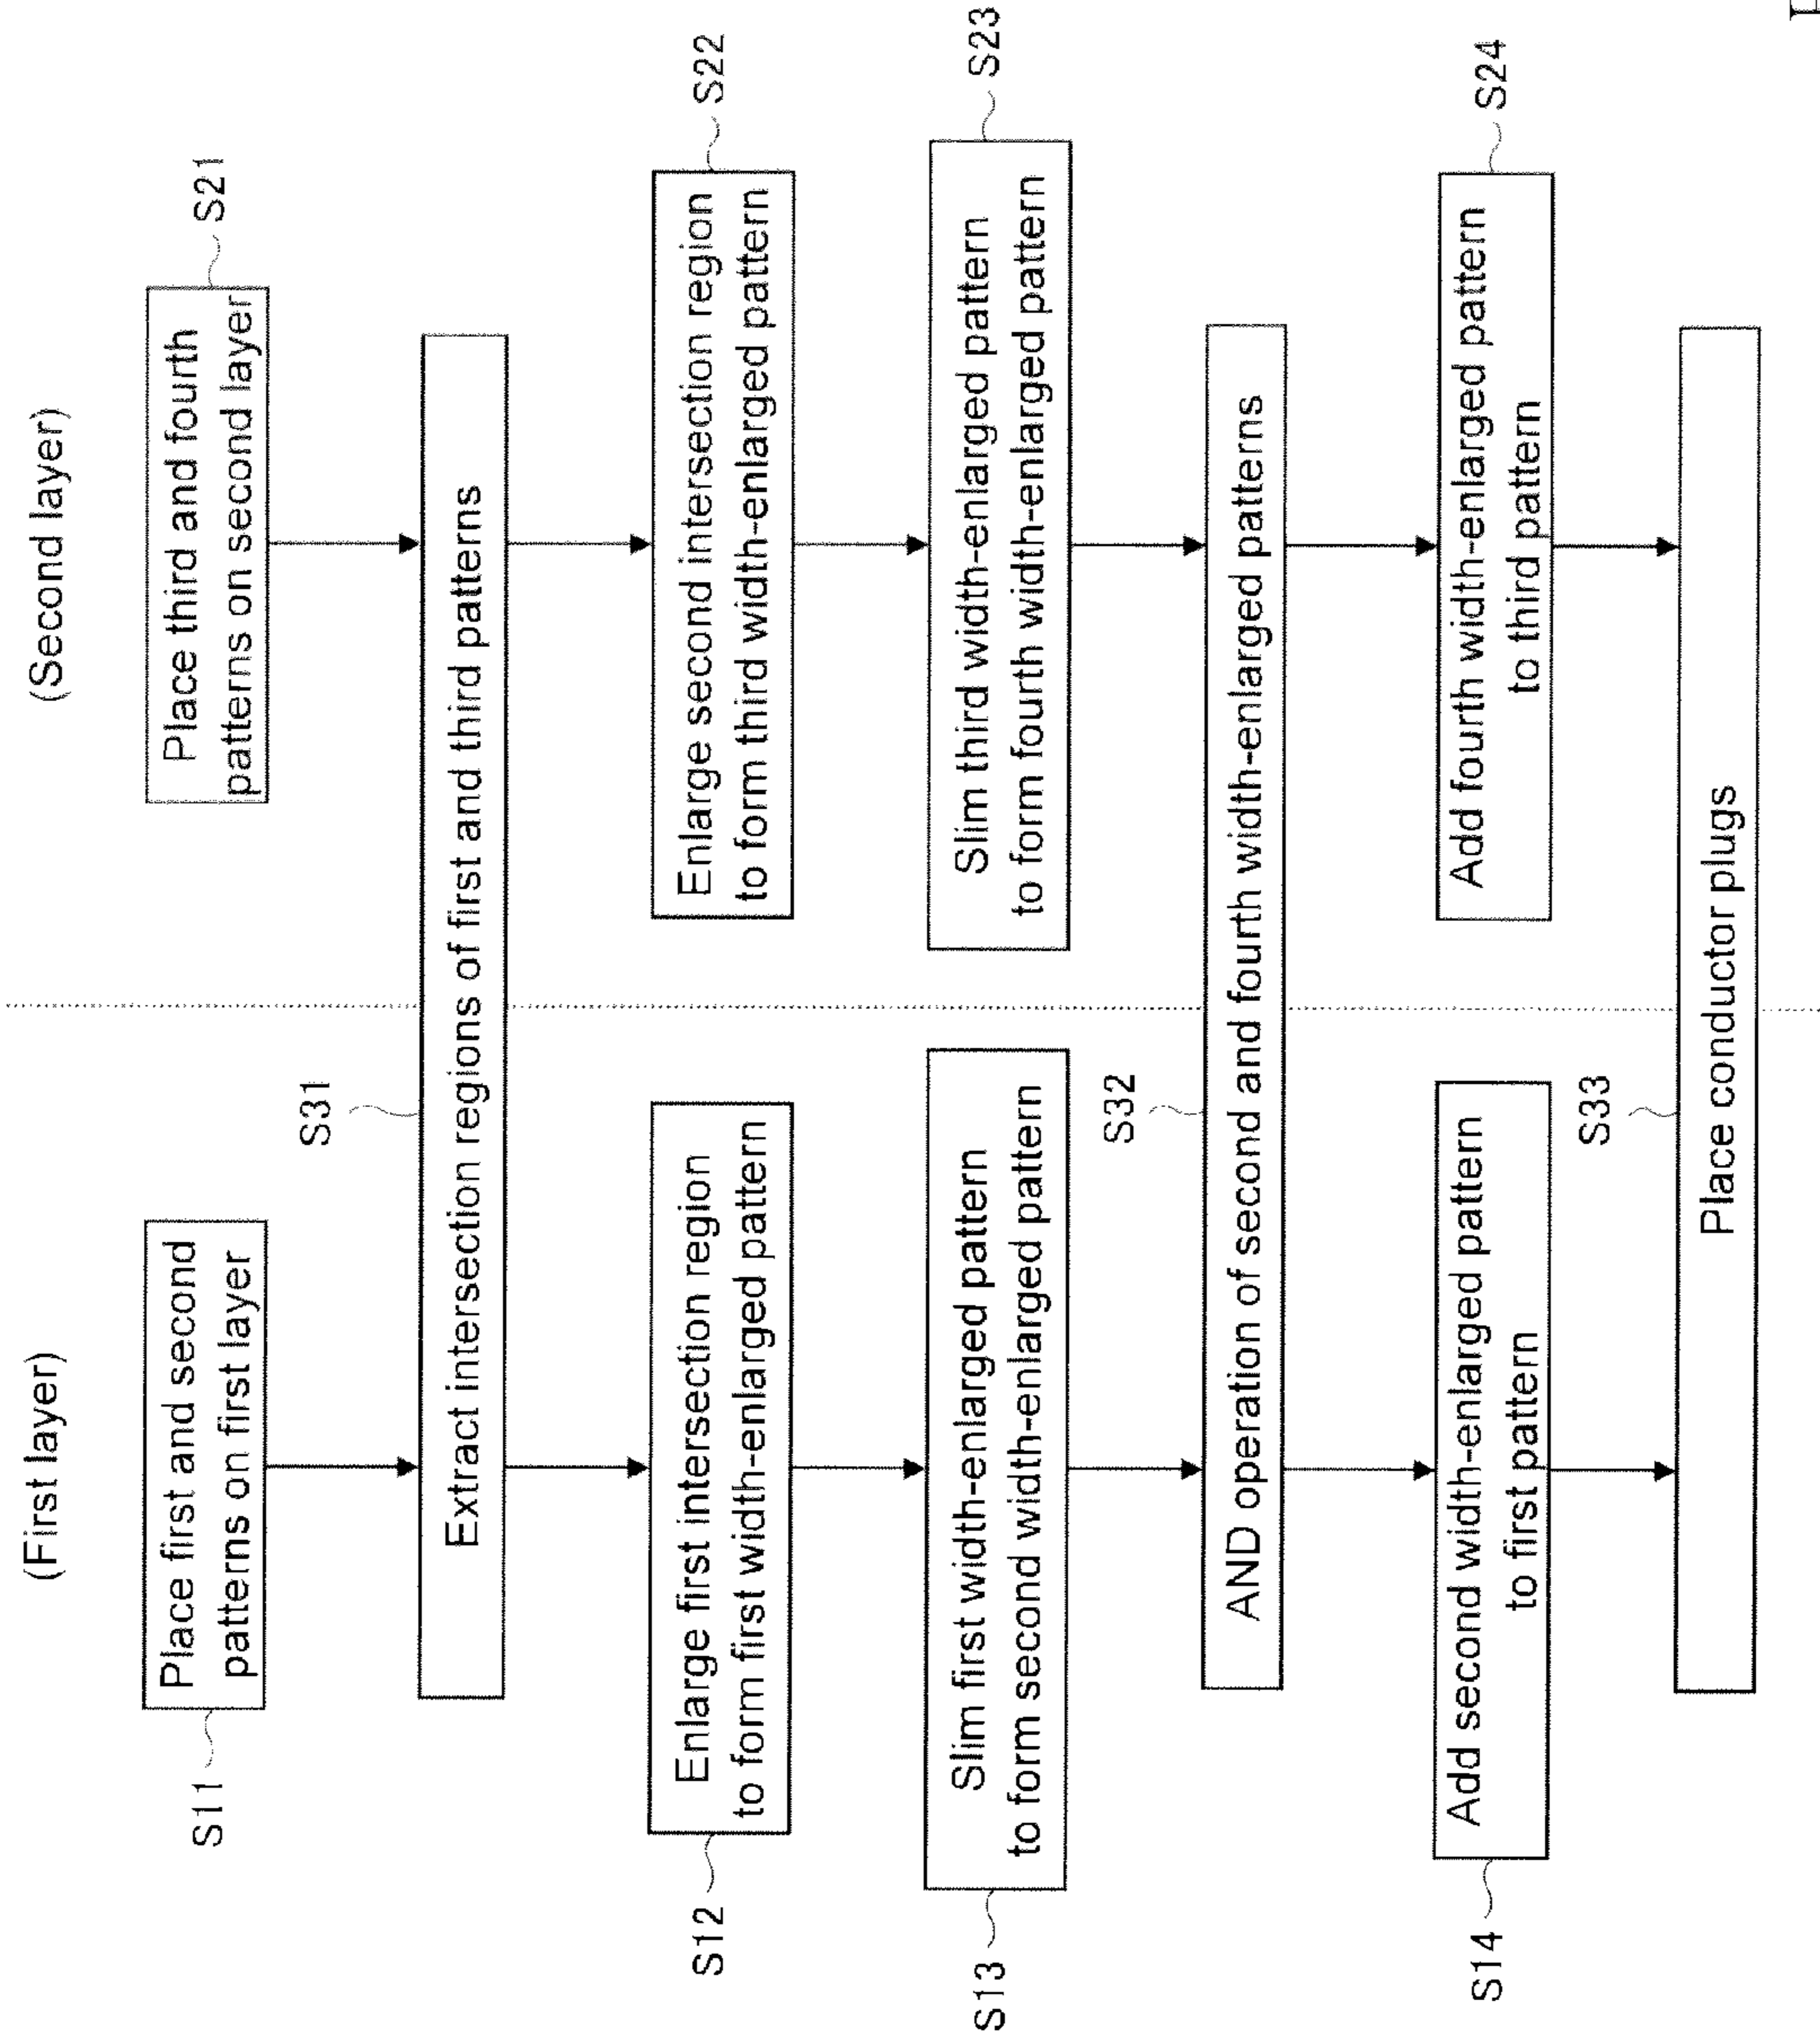 (First layer)
(Second layer)
S11
Place first and second
patterns on first layer
Place third and fourth
patterns on second layer
S21
S31
Extract intersection regions of first and third patterns
S12
Enlarge first intersection region
to form first width-enlarged pattern
Enlarge second intersection region
to form third width-enlarged pattern
S22
S13
Slim first width-enlarged pattern
to form second width-enlarged pattern
Slim third width-enlarged pattern
to form fourth width-enlarged pattern
S23
S32
AND operation of second and fourth width-enlarged patterns
S14
Add second width-enlarged pattern
to first pattern
Add fourth width-enlarged pattern
to third pattern
S24
S33
Place conductor plugs